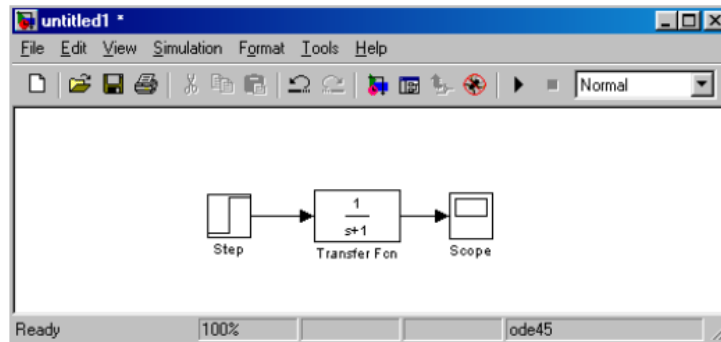 untitled1 *
File Edit View Simulation Format Tools Help
Normal
1
s+1
Step
Transfer Fcn
Scope
Ready 100% ode45